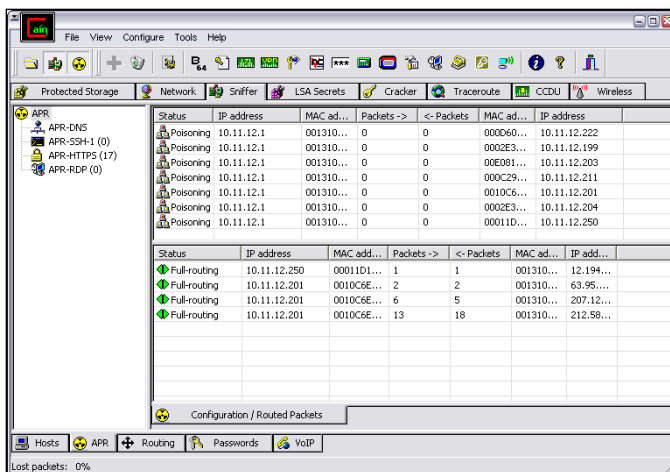 Cain
File View Configure Tools Help
B64
Protected Storage Network Sniffer LSA Secrets Cracker Traceroute CCDU Wireless
APR
APR-DNS
APR-SSH-1 (0)
APR-HTTPS (17)
APR-RDP (0)
Status IP address MAC ad... Packets -> <- Packets MAC ad... IP address
Poisoning 10.11.12.1 001310... 0 0 000D60... 10.11.12.222
Poisoning 10.11.12.1 001310... 0 0 0002E3... 10.11.12.199
Poisoning 10.11.12.1 001310... 0 0 00E081... 10.11.12.203
Poisoning 10.11.12.1 001310... 0 0 000C29... 10.11.12.211
Poisoning 10.11.12.1 001310... 0 0 0010C6... 10.11.12.201
Poisoning 10.11.12.1 001310... 0 0 0002E3... 10.11.12.204
Poisoning 10.11.12.1 001310... 0 0 00011D... 10.11.12.250
Status IP address MAC add... Packets -> <- Packets MAC ad... IP add...
Full-routing 10.11.12.250 00011D1... 1 1 001310... 12.194...
Full-routing 10.11.12.201 0010C6E... 2 2 001310... 63.95....
Full-routing 10.11.12.201 0010C6E... 6 5 001310... 207.12...
Full-routing 10.11.12.201 0010C6E... 13 18 001310... 212.58...
Configuration / Routed Packets
Hosts APR Routing Passwords VoIP
Lost packets: 0%